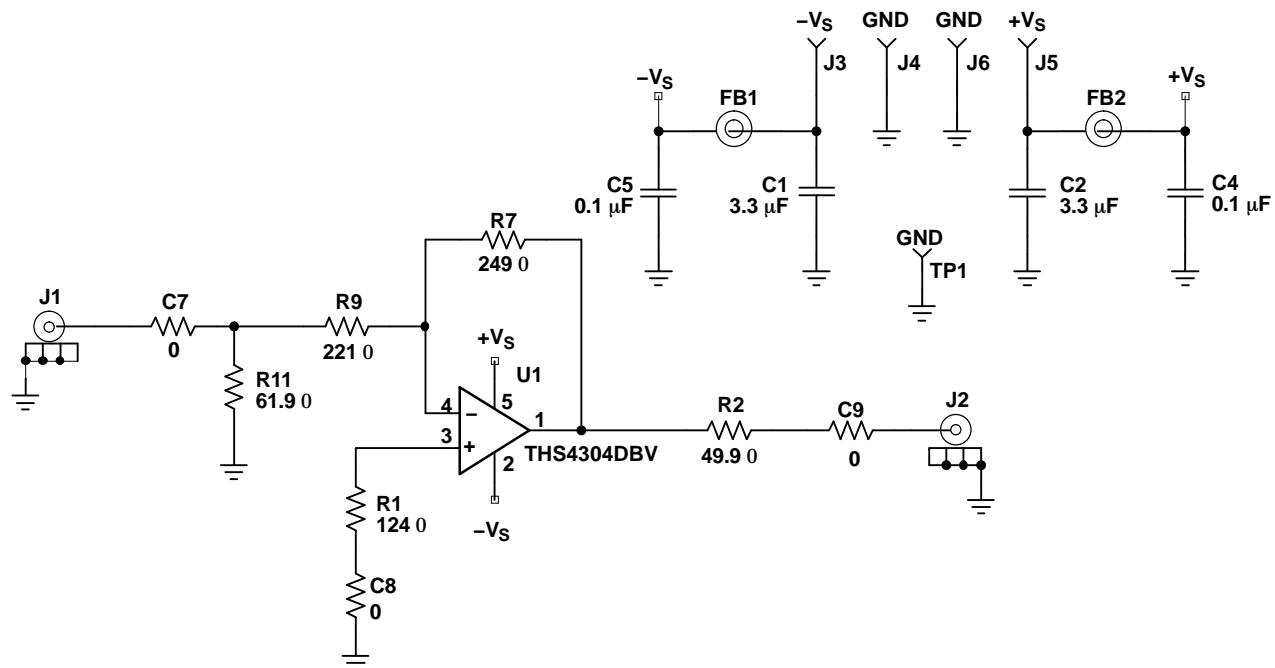 −VS
GND
GND
+VS
J3
J4
J6
J5
−VS
FB1
FB2
+VS
C5
0.1 μF
C1
3.3 μF
C2
3.3 μF
C4
0.1 μF
GND
TP1
R7
249 0
J1
C7
0
R9
221 0
R11
61.9 0
+VS
U1
5
4
−
3
+
1
2
THS4304DBV
−VS
R2
49.9 0
C9
0
J2
R1
124 0
C8
0